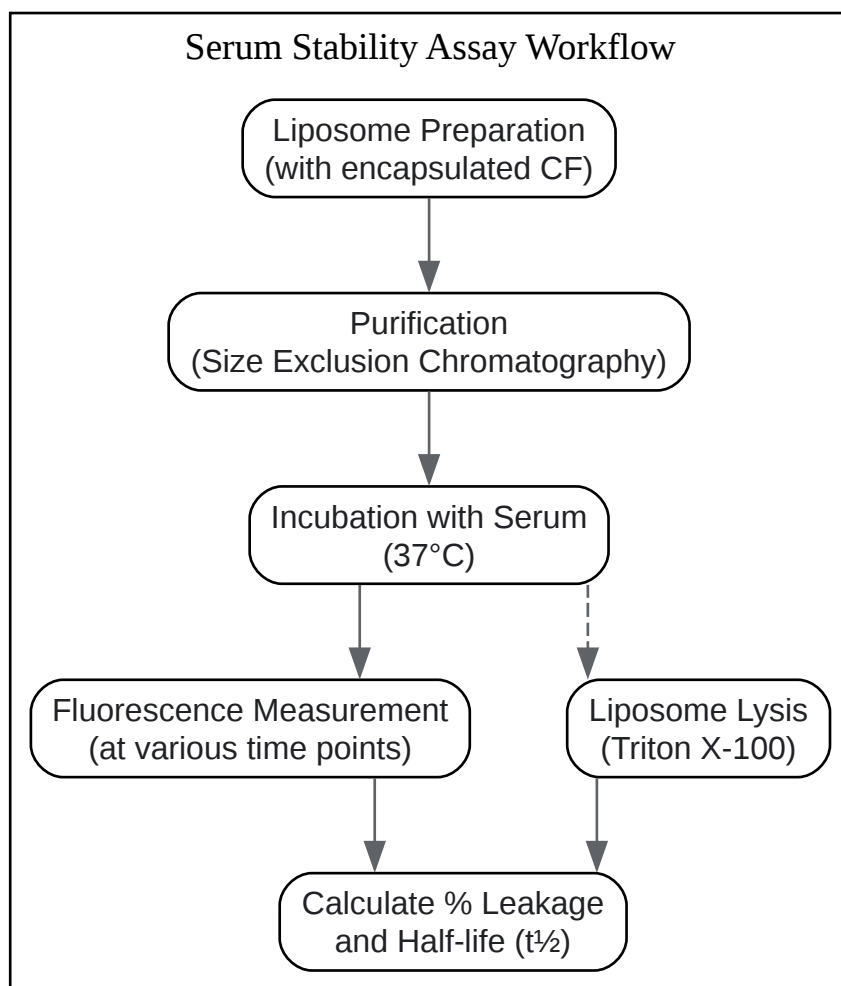 Serum Stability Assay Workflow
Liposome Preparation
(with encapsulated CF)
Purification
(Size Exclusion Chromatography)
Incubation with Serum
(37°C)
Fluorescence Measurement
(at various time points)
Liposome Lysis
(Triton X-100)
Calculate % Leakage
and Half-life (t½)